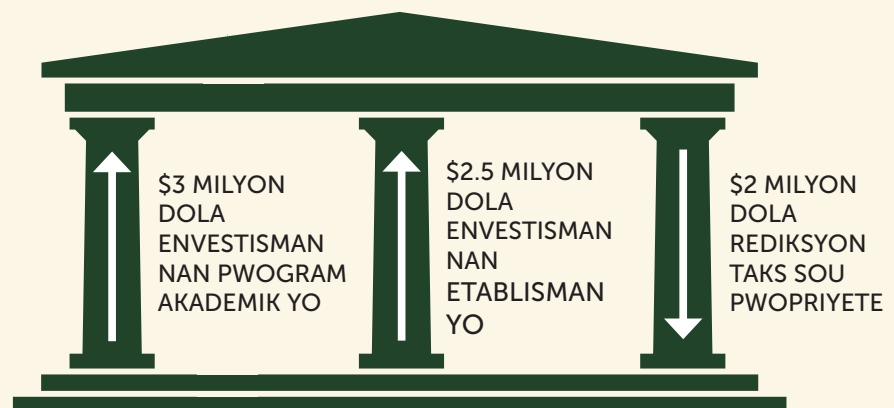 $3 MILYON
DOLA
ENVESTISMAN
NAN PWOGRAM
AKADEMIK YO
$2.5 MILYON
DOLA
ENVESTISMAN
NAN
ETABLISMAN
YO
$2 MILYON
DOLA
REDIKSYON
TAKS SOU
PWOPRIYETE